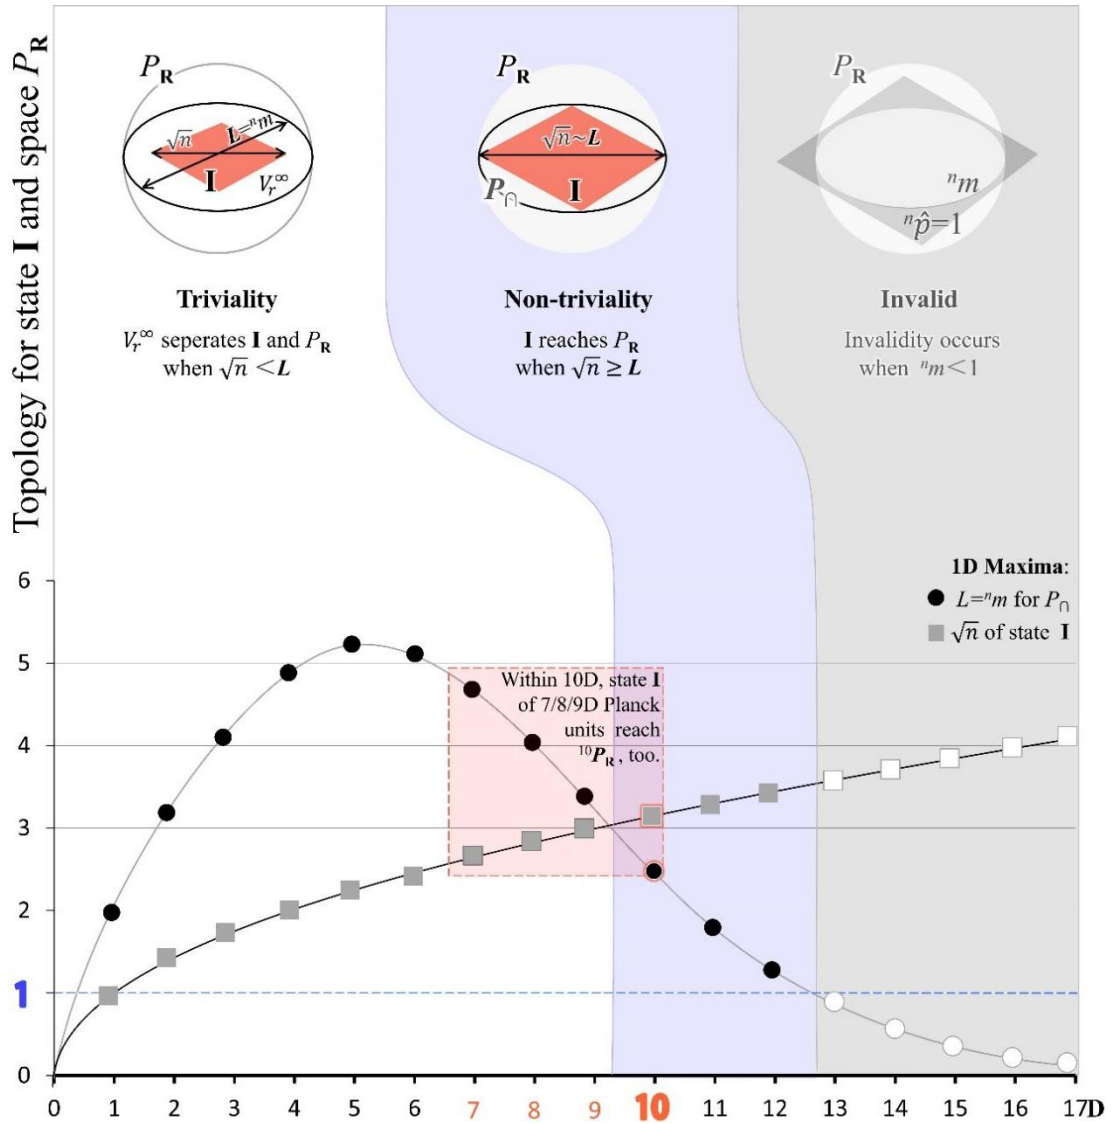 Topology for state I and space P_R
P_R
√n
L=ⁿm
I
V_r^∞
P_R
√n~L
I
P_∩
P_R
ⁿm
ⁿp̂=1
Triviality
V_r^∞ seperates I and P_R
when √n < L
Non-triviality
I reaches P_R
when √n ≥ L
Invalid
Invalidity occurs
when ⁿm<1
1D Maxima:
L=ⁿm for P_∩
√n of state I
Within 10D, state I
of 7/8/9D Planck
units reach
¹⁰P_R, too.
6
5
4
3
2
1
0
0 1 2 3 4 5 6 7 8 9 10 11 12 13 14 15 16 17D